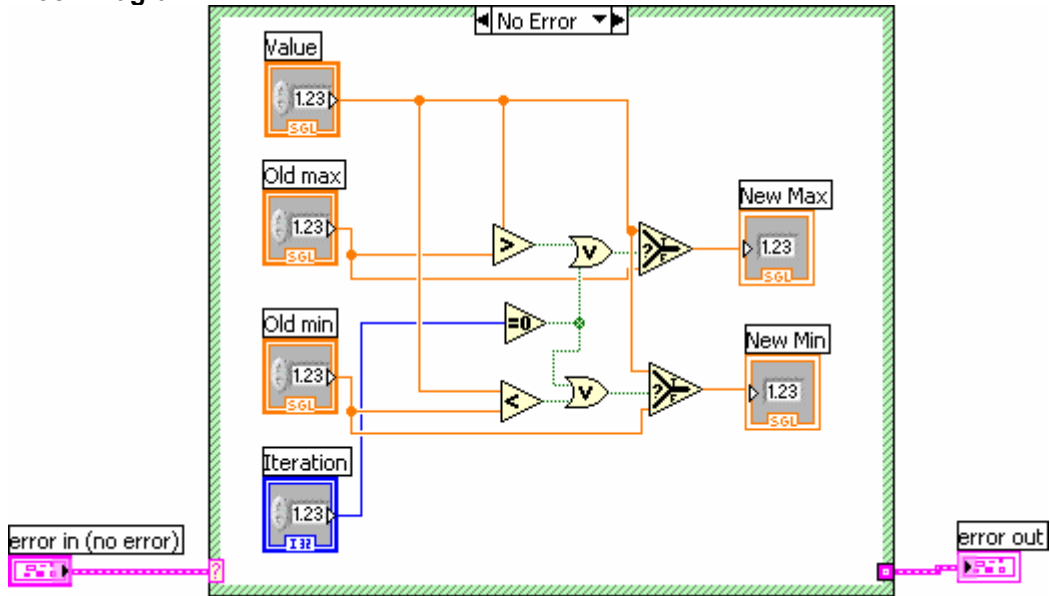 No Error
Value
1.23
SGL
Old max
1.23
SGL
>
V
?
T
F
New Max
1.23
SGL
Old min
1.23
SGL
=0
<
V
?
T
F
New Min
1.23
SGL
Iteration
1.23
I32
error in (no error)
?
error out